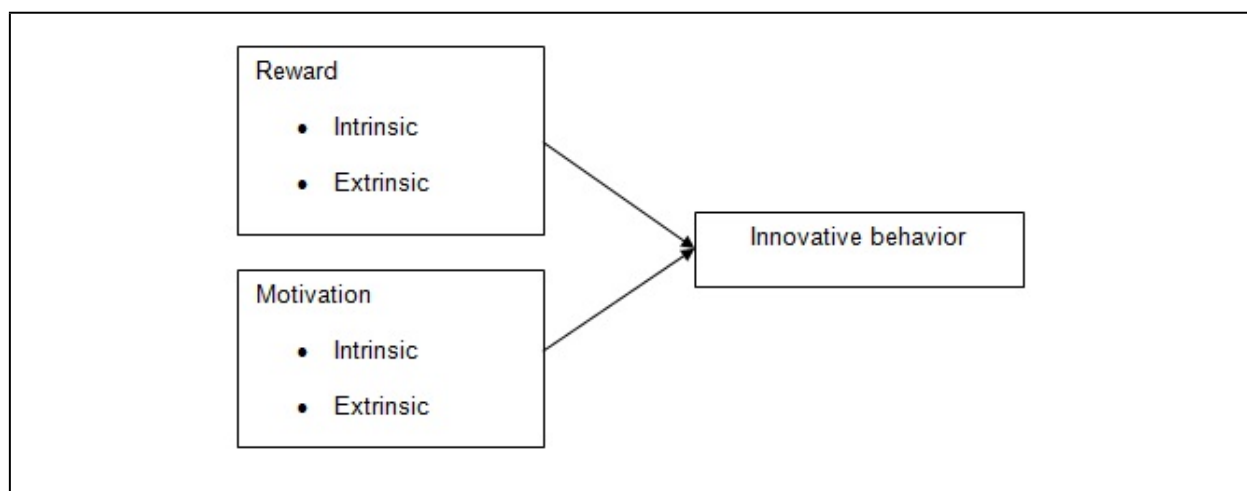 Reward
• Intrinsic
• Extrinsic
Innovative behavior
Motivation
• Intrinsic
• Extrinsic